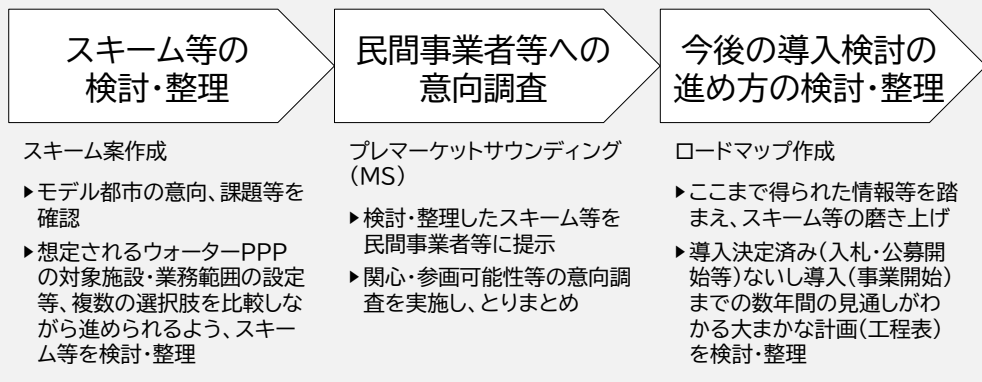 スキーム等の
検討・整理
スキーム案作成
▶モデル都市の意向、課題等を
確認
▶想定されるウォーターPPP
の対象施設・業務範囲の設定
等、複数の選択肢を比較しな
がら進められるよう、スキー
ム等を検討・整理
民間事業者等への
意向調査
プレマーケットサウンディング
(MS)
▶検討・整理したスキーム等を
民間事業者等に提示
▶関心・参画可能性等の意向調
査を実施し、とりまとめ
今後の導入検討の
進め方の検討・整理
ロードマップ作成
▶ここまで得られた情報等を踏
まえ、スキーム等の磨き上げ
▶導入決定済み(入札・公募開
始等)ないし導入(事業開始)
までの数年間の見通しがわ
かる大まかな計画(工程表)
を検討・整理